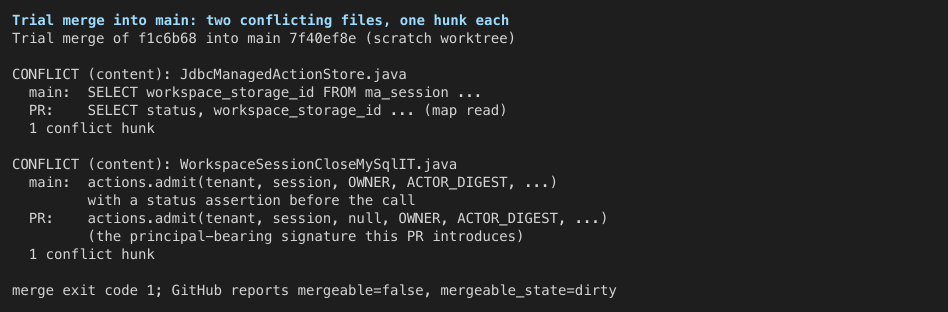 Trial merge into main: two conflicting files, one hunk each
Trial merge of f1c6b68 into main 7f40ef8e (scratch worktree)
CONFLICT (content): JdbcManagedActionStore.java
main:  SELECT workspace_storage_id FROM ma_session ...
PR:    SELECT status, workspace_storage_id ... (map read)
1 conflict hunk
CONFLICT (content): WorkspaceSessionCloseMySqlIT.java
main:  actions.admit(tenant, session, OWNER, ACTOR_DIGEST, ...)
with a status assertion before the call
PR:    actions.admit(tenant, session, null, OWNER, ACTOR_DIGEST, ...)
(the principal-bearing signature this PR introduces)
1 conflict hunk
merge exit code 1; GitHub reports mergeable=false, mergeable_state=dirty